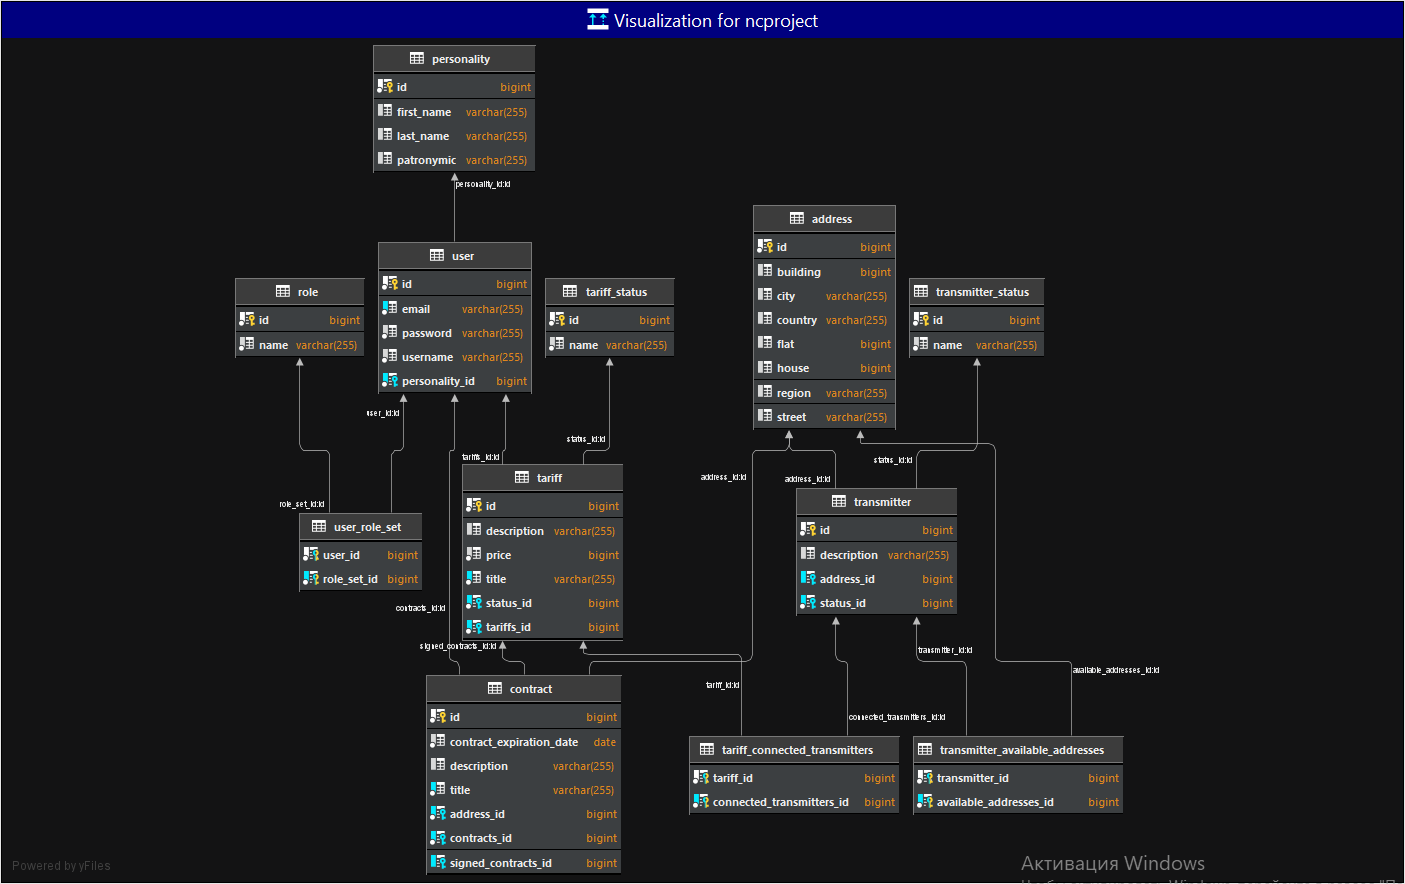 Visualization for ncproject
personality
id bigint
first_name varchar(255)
last_name varchar(255)
patronymic varchar(255)
personality_id:id
user
id bigint
email varchar(255)
password varchar(255)
username varchar(255)
personality_id bigint
role
id bigint
name varchar(255)
tariff_status
id bigint
name varchar(255)
address
id bigint
building bigint
city varchar(255)
country varchar(255)
flat bigint
house bigint
region varchar(255)
street varchar(255)
transmitter_status
id bigint
name varchar(255)
user_id:id
status_id:id
tariffs_id:id
role_set_id:id
address_id:id
address_id:id
status_id:id
user_role_set
user_id bigint
role_set_id bigint
tariff
id bigint
description varchar(255)
price bigint
title varchar(255)
status_id bigint
tariffs_id bigint
transmitter
id bigint
description varchar(255)
address_id bigint
status_id bigint
contracts_id:id
signed_contracts_id:id
tariff_id:id
transmitter_id:id
available_addresses_id:id
connected_transmitters_id:id
contract
id bigint
contract_expiration_date date
description varchar(255)
title varchar(255)
address_id bigint
contracts_id bigint
signed_contracts_id bigint
tariff_connected_transmitters
tariff_id bigint
connected_transmitters_id bigint
transmitter_available_addresses
transmitter_id bigint
available_addresses_id bigint
Powered by yFiles
Активация Windows